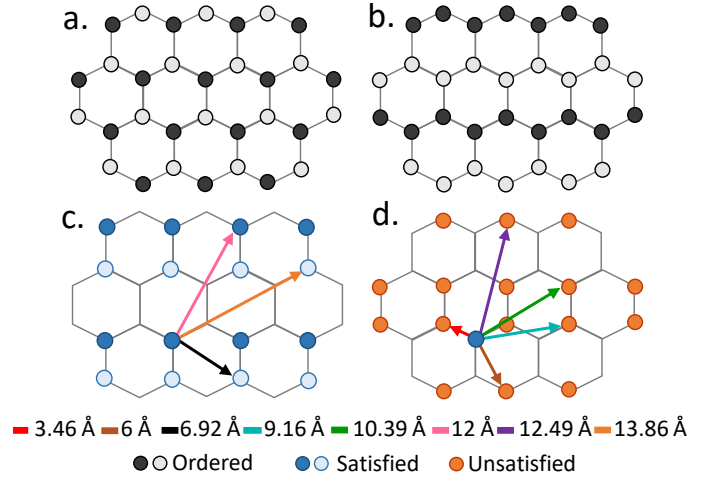 a. b.
c. d.
3.46 Å 6 Å 6.92 Å 9.16 Å 10.39 Å 12 Å 12.49 Å 13.86 Å
Ordered Satisfied Unsatisfied